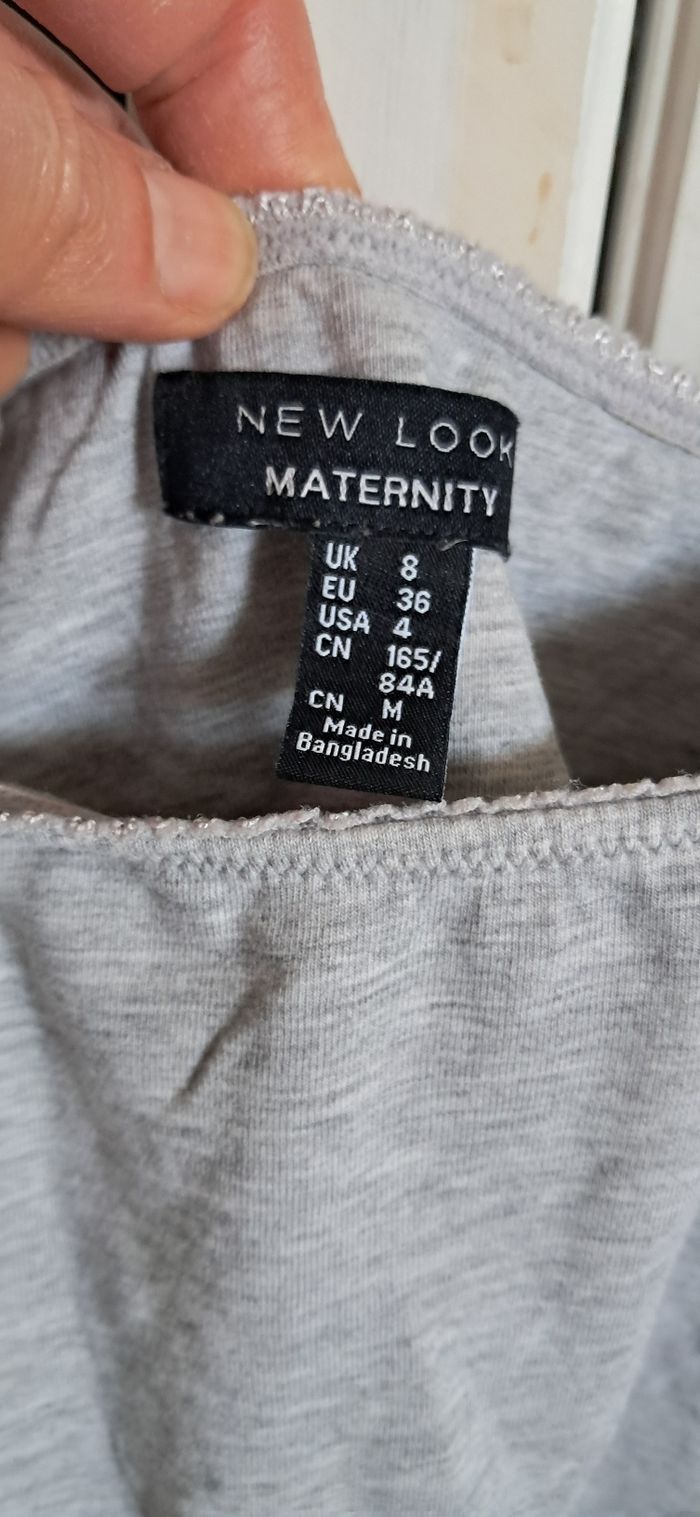 NEW LOOK
MATERNITY
UK 8
EU 36
USA 4
CN 165/
84A
CN M
Made in
Bangladesh